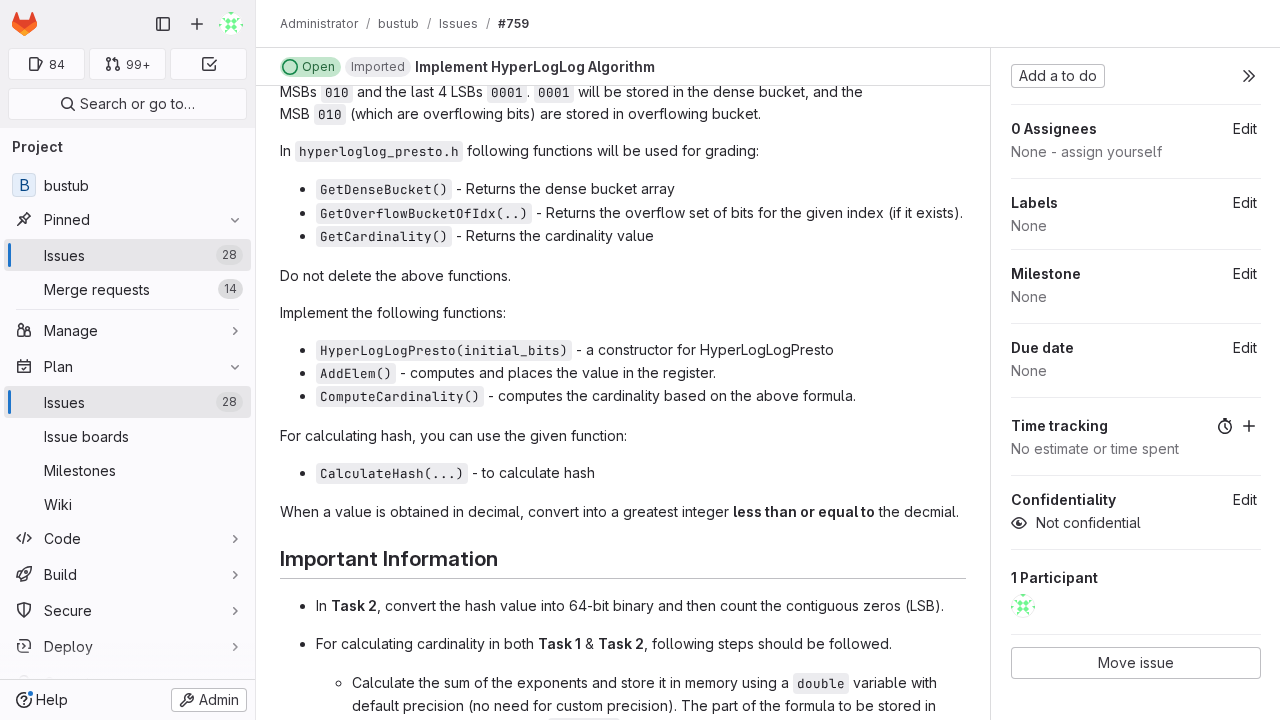 Administrator / bustub / Issues / #759
84
99+
Search or go to…
Project
B bustub
Pinned
Issues 28
Merge requests 14
Manage
Plan
Issues 28
Issue boards
Milestones
Wiki
Code
Build
Secure
Deploy
Help
Admin
Open Imported Implement HyperLogLog Algorithm
MSBs 010 and the last 4 LSBs 0001. 0001 will be stored in the dense bucket, and the
MSB 010 (which are overflowing bits) are stored in overflowing bucket.
In hyperloglog_presto.h following functions will be used for grading:
GetDenseBucket() - Returns the dense bucket array
GetOverflowBucketOfIdx(..) - Returns the overflow set of bits for the given index (if it exists).
GetCardinality() - Returns the cardinality value
Do not delete the above functions.
Implement the following functions:
HyperLogLogPresto(initial_bits) - a constructor for HyperLogLogPresto
AddElem() - computes and places the value in the register.
ComputeCardinality() - computes the cardinality based on the above formula.
For calculating hash, you can use the given function:
CalculateHash(...) - to calculate hash
When a value is obtained in decimal, convert into a greatest integer less than or equal to the decmial.
Important Information
In Task 2, convert the hash value into 64-bit binary and then count the contiguous zeros (LSB).
For calculating cardinality in both Task 1 & Task 2, following steps should be followed.
Calculate the sum of the exponents and store it in memory using a double variable with
default precision (no need for custom precision). The part of the formula to be stored in
Add a to do
0 Assignees Edit
None - assign yourself
Labels Edit
None
Milestone Edit
None
Due date Edit
None
Time tracking
No estimate or time spent
Confidentiality Edit
Not confidential
1 Participant
Move issue